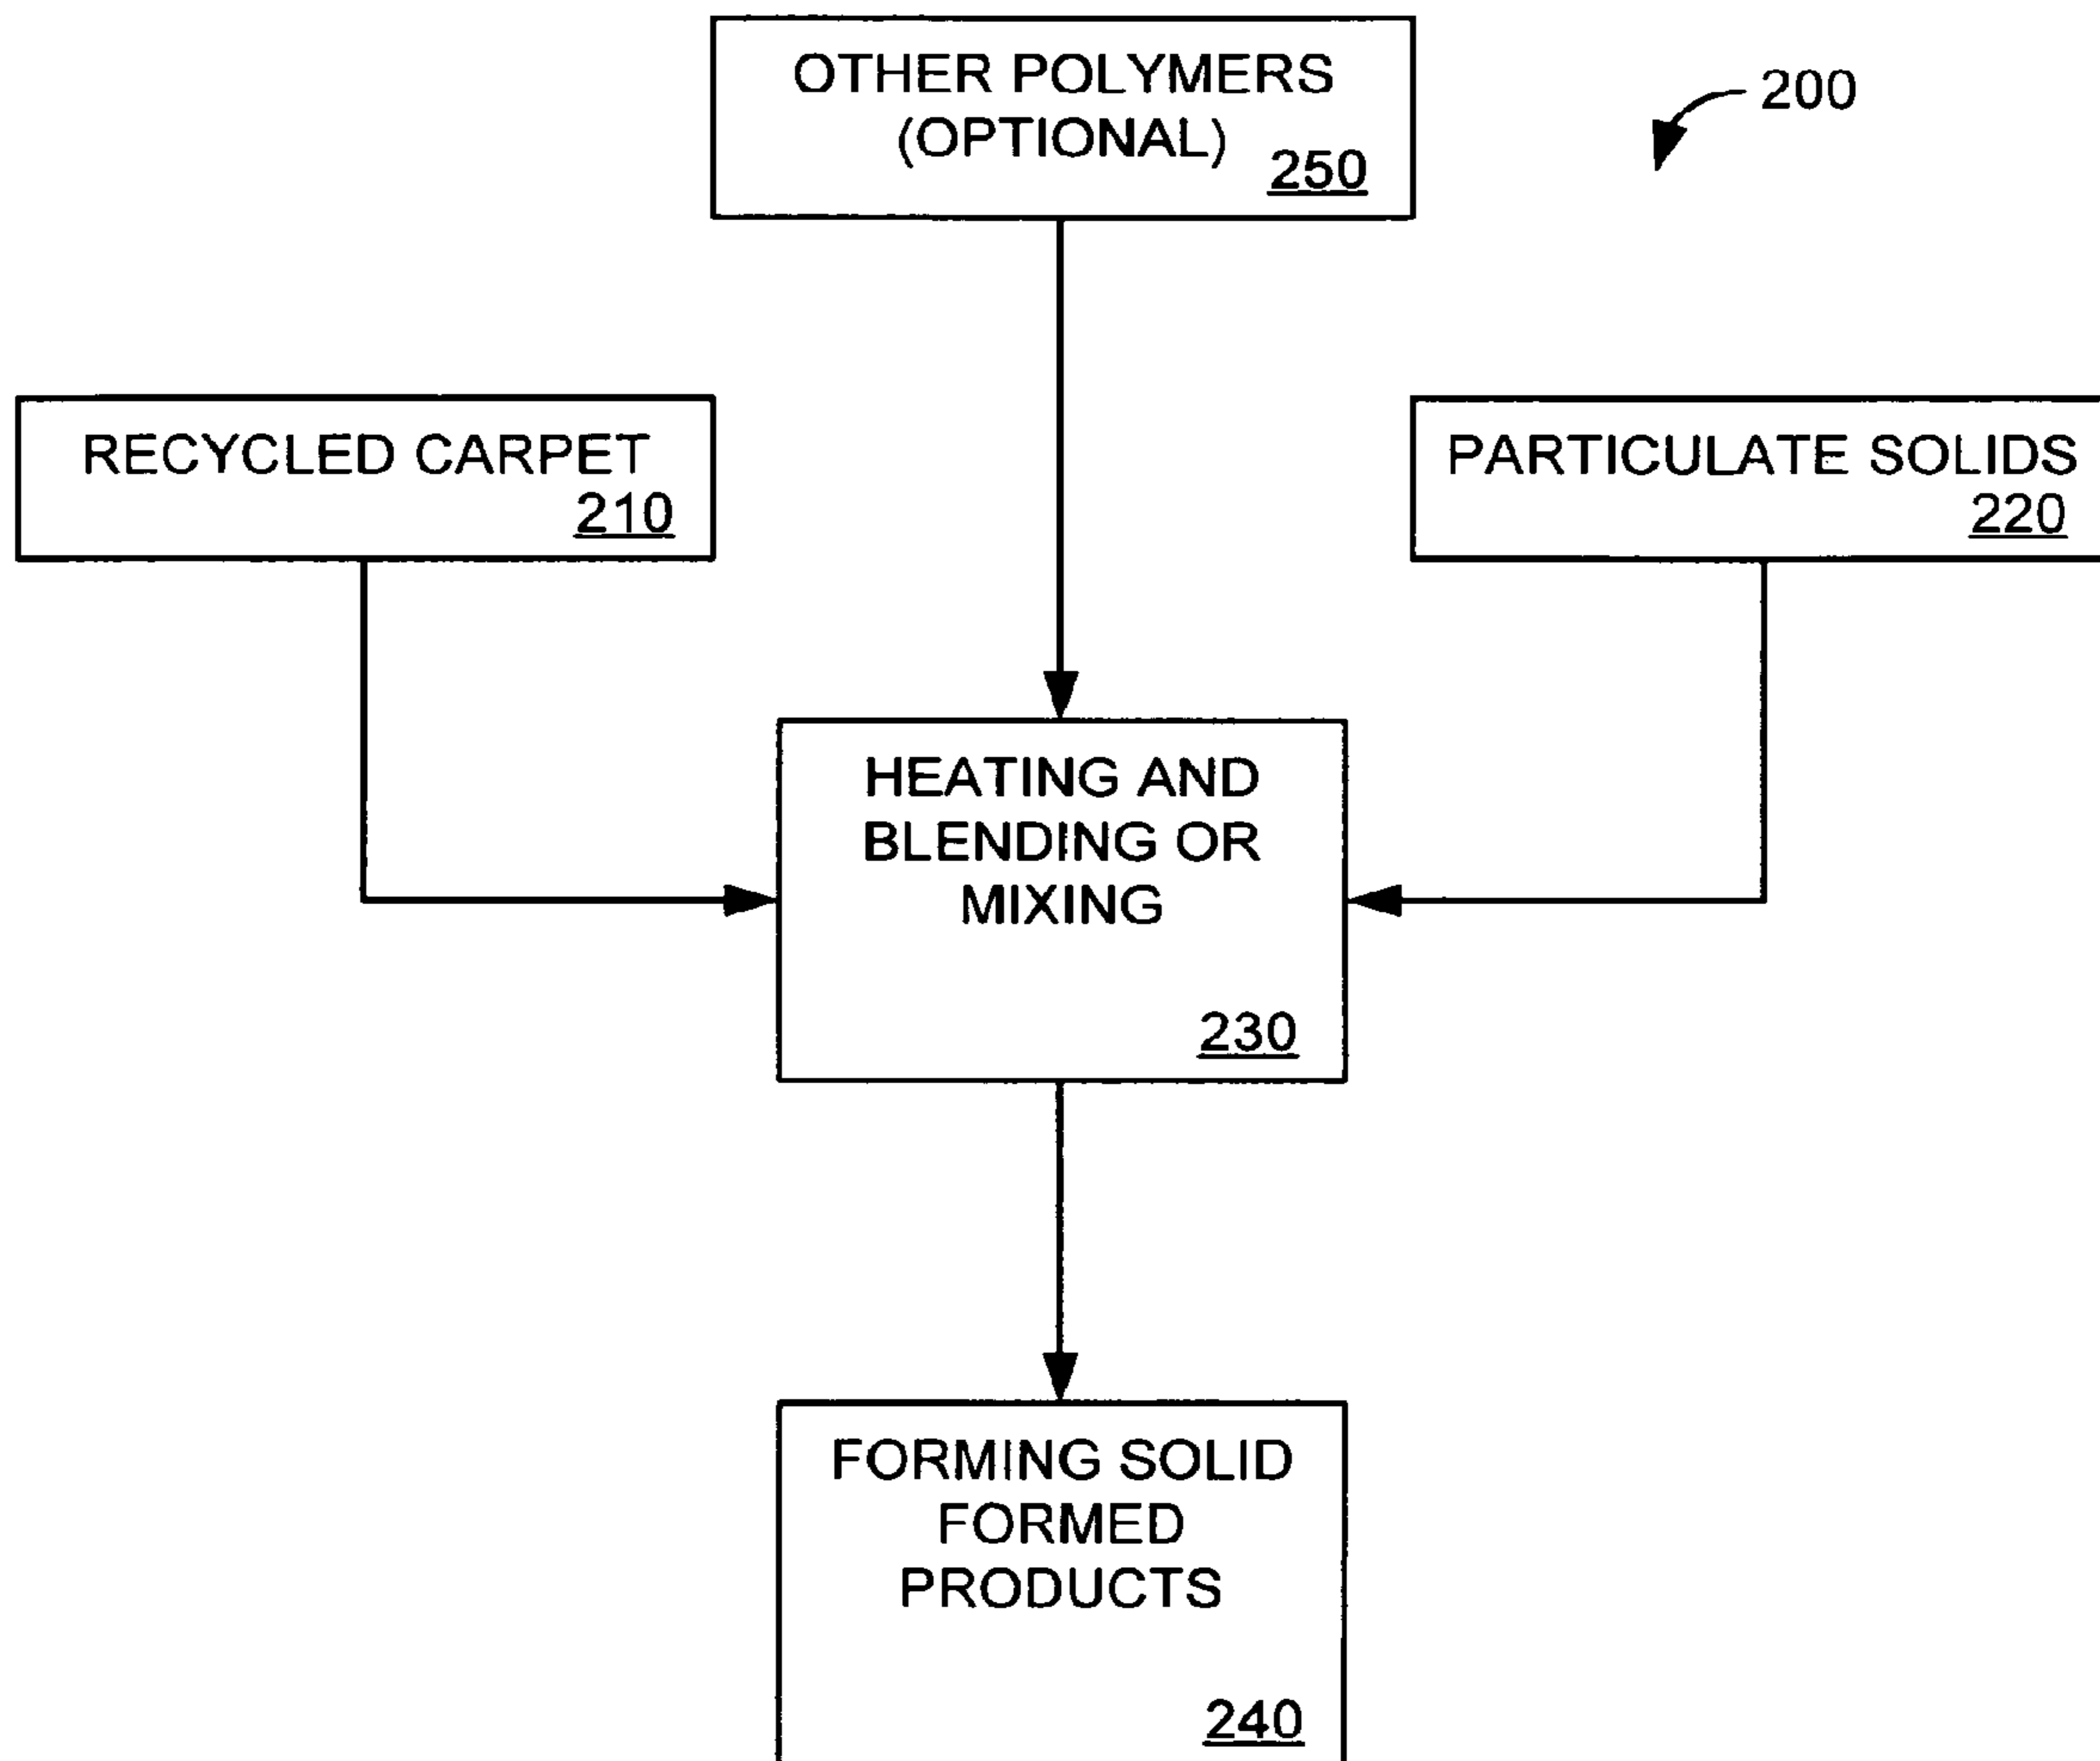 OTHER POLYMERS
(OPTIONAL)
250
200
RECYCLED CARPET
210
PARTICULATE SOLIDS
220
HEATING AND
BLENDING OR
MIXING
230
FORMING SOLID
FORMED
PRODUCTS
240